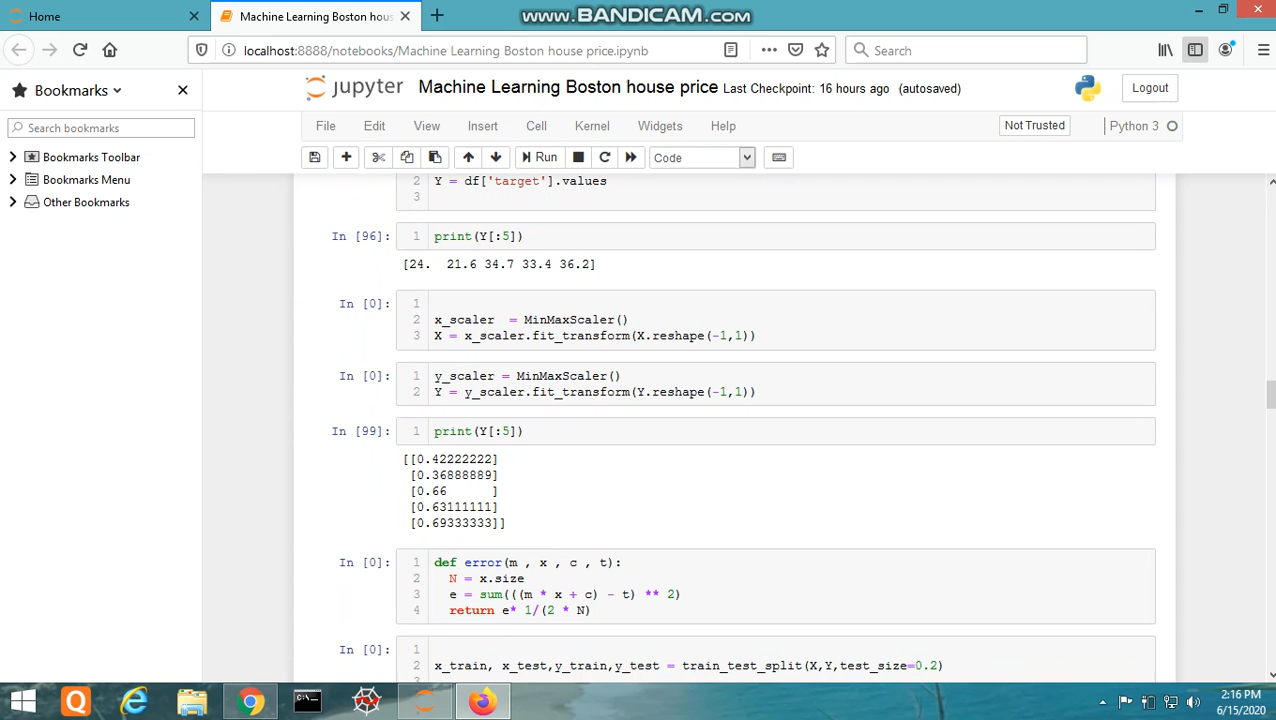 Home
Machine Learning Boston hous
www.BANDICAM.com
localhost:8888/notebooks/Machine Learning Boston house price.ipynb
Search
Bookmarks
jupyter
Machine Learning Boston house price Last Checkpoint: 16 hours ago (autosaved)
Logout
Search bookmarks
File Edit View Insert Cell Kernel Widgets Help
Not Trusted
Python 3
Bookmarks Toolbar
Bookmarks Menu
Other Bookmarks
Run
Code
2 Y = df['target'].values
3
In [96]:
1 print(Y[:5])
[24.  21.6 34.7 33.4 36.2]
In [0]:
1
2 x_scaler  = MinMaxScaler()
3 X = x_scaler.fit_transform(X.reshape(-1,1))
In [0]:
1 y_scaler = MinMaxScaler()
2 Y = y_scaler.fit_transform(Y.reshape(-1,1))
In [99]:
1 print(Y[:5])
[[0.42222222]
[0.36888889]
[0.66      ]
[0.63111111]
[0.69333333]]
In [0]:
1 def error(m , x , c , t):
2   N = x.size
3   e = sum(((m * x + c) - t) ** 2)
4   return e* 1/(2 * N)
In [0]:
1
2 x_train, x_test,y_train,y_test = train_test_split(X,Y,test_size=0.2)
2:16 PM
6/15/2020